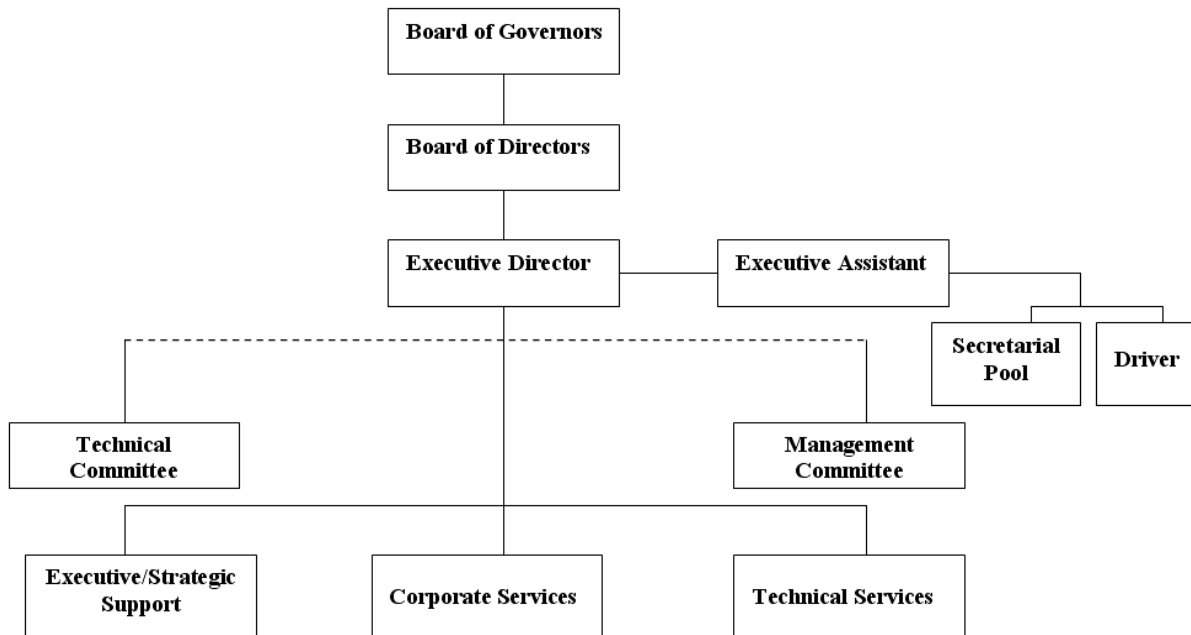 Board of Governors
Board of Directors
Executive Director
Executive Assistant
Secretarial
Pool
Driver
Technical
Committee
Management
Committee
Executive/Strategic
Support
Corporate Services
Technical Services